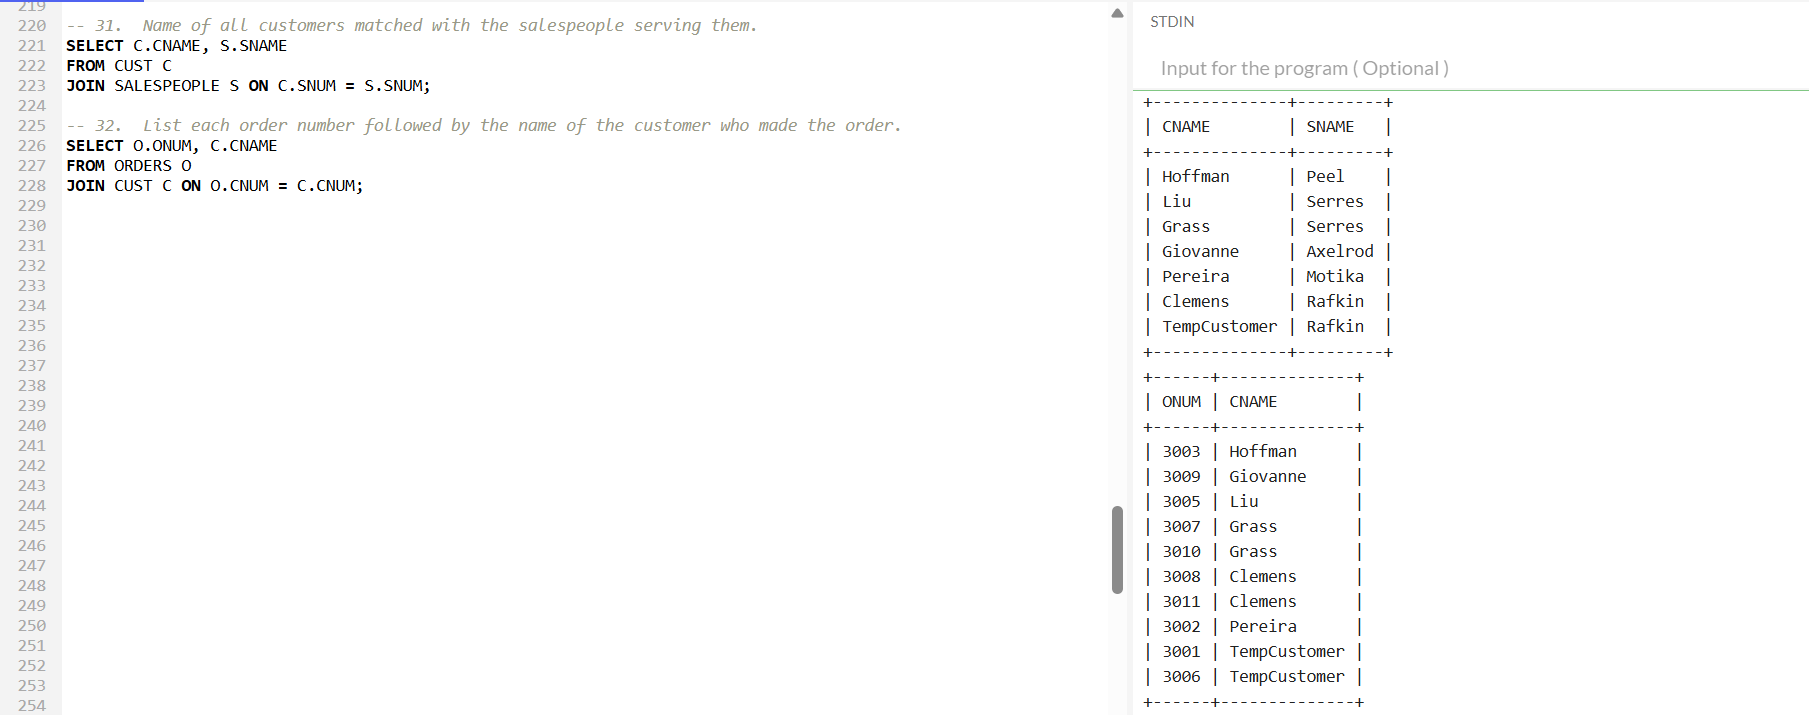 219
220 -- 31.  Name of all customers matched with the salespeople serving them.
221 SELECT C.CNAME, S.SNAME
222 FROM CUST C
223 JOIN SALESPEOPLE S ON C.SNUM = S.SNUM;
224
225 -- 32.  List each order number followed by the name of the customer who made the order.
226 SELECT O.ONUM, C.CNAME
227 FROM ORDERS O
228 JOIN CUST C ON O.CNUM = C.CNUM;
229
230
231
232
233
234
235
236
237
238
239
240
241
242
243
244
245
246
247
248
249
250
251
252
253
254
STDIN
Input for the program ( Optional )
+--------------+---------+
| CNAME        | SNAME   |
+--------------+---------+
| Hoffman      | Peel    |
| Liu          | Serres  |
| Grass        | Serres  |
| Giovanne     | Axelrod |
| Pereira      | Motika  |
| Clemens      | Rafkin  |
| TempCustomer | Rafkin  |
+--------------+---------+
+------+--------------+
| ONUM | CNAME        |
+------+--------------+
| 3003 | Hoffman      |
| 3009 | Giovanne     |
| 3005 | Liu          |
| 3007 | Grass        |
| 3010 | Grass        |
| 3008 | Clemens      |
| 3011 | Clemens      |
| 3002 | Pereira      |
| 3001 | TempCustomer |
| 3006 | TempCustomer |
+------+--------------+